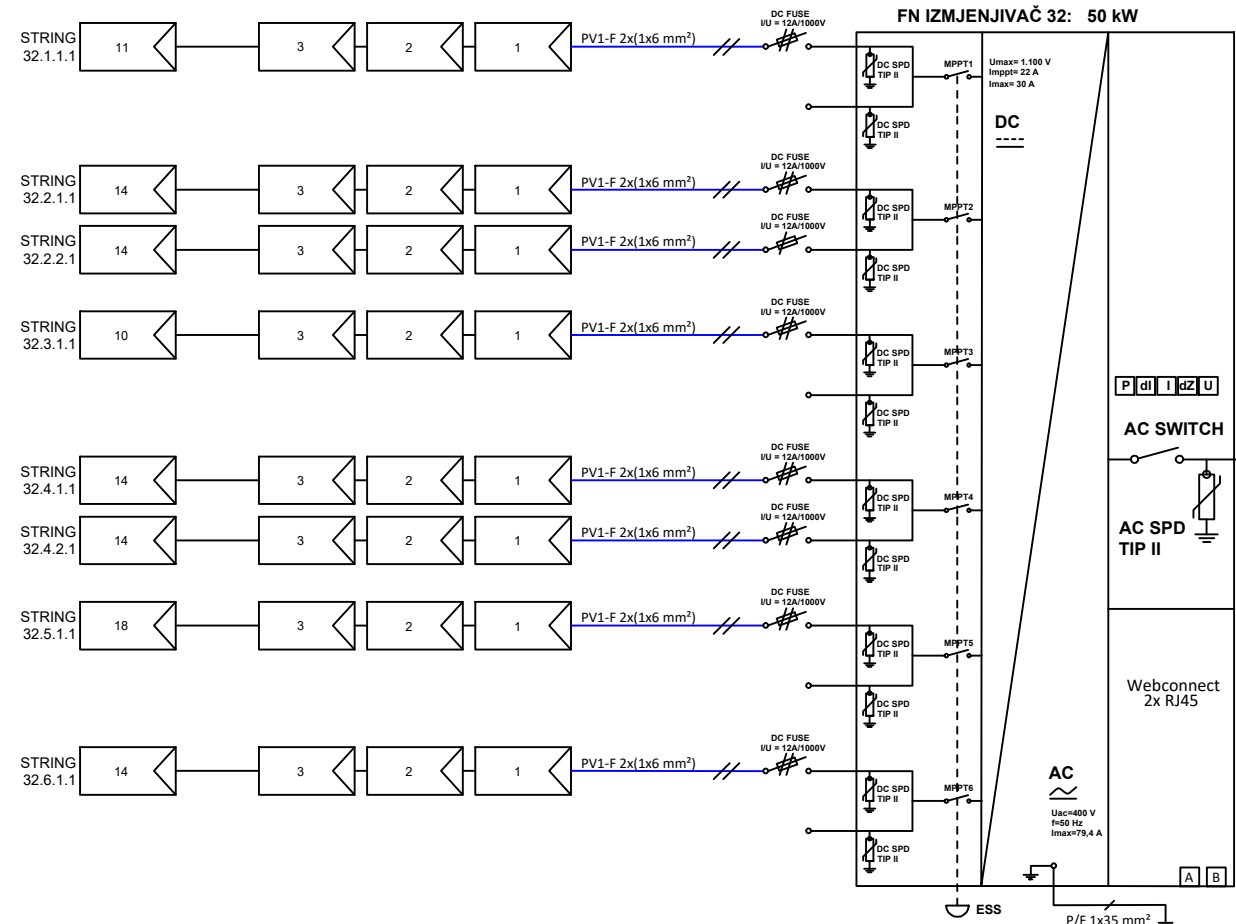 FN IZMJENJIVAČ 32: 50 kW
STRING
32.1.1.1
11
3
2
1
PV1-F 2x(1x6 mm²)
DC FUSE
I/U = 12A/1000V
DC SPD
TIP II
DC SPD
TIP II
MPPT1
Umax= 1.100 V
Imppt= 22 A
Imax= 30 A
DC
STRING
32.2.1.1
14
3
2
1
PV1-F 2x(1x6 mm²)
DC FUSE
I/U = 12A/1000V
DC SPD
TIP II
MPPT2
STRING
32.2.2.1
14
3
2
1
PV1-F 2x(1x6 mm²)
DC FUSE
I/U = 12A/1000V
DC SPD
TIP II
STRING
32.3.1.1
10
3
2
1
PV1-F 2x(1x6 mm²)
DC FUSE
I/U = 12A/1000V
DC SPD
TIP II
DC SPD
TIP II
MPPT3
P dI I dZ U
AC SWITCH
AC SPD
TIP II
STRING
32.4.1.1
14
3
2
1
PV1-F 2x(1x6 mm²)
DC FUSE
I/U = 12A/1000V
DC SPD
TIP II
MPPT4
STRING
32.4.2.1
14
3
2
1
PV1-F 2x(1x6 mm²)
DC FUSE
I/U = 12A/1000V
DC SPD
TIP II
STRING
32.5.1.1
18
3
2
1
PV1-F 2x(1x6 mm²)
DC FUSE
I/U = 12A/1000V
DC SPD
TIP II
DC SPD
TIP II
MPPT5
Webconnect
2x RJ45
STRING
32.6.1.1
14
3
2
1
PV1-F 2x(1x6 mm²)
DC FUSE
I/U = 12A/1000V
DC SPD
TIP II
DC SPD
TIP II
MPPT6
AC
Uac=400 V
f=50 Hz
Imax=79,4 A
A B
ESS
P/F 1x35 mm²